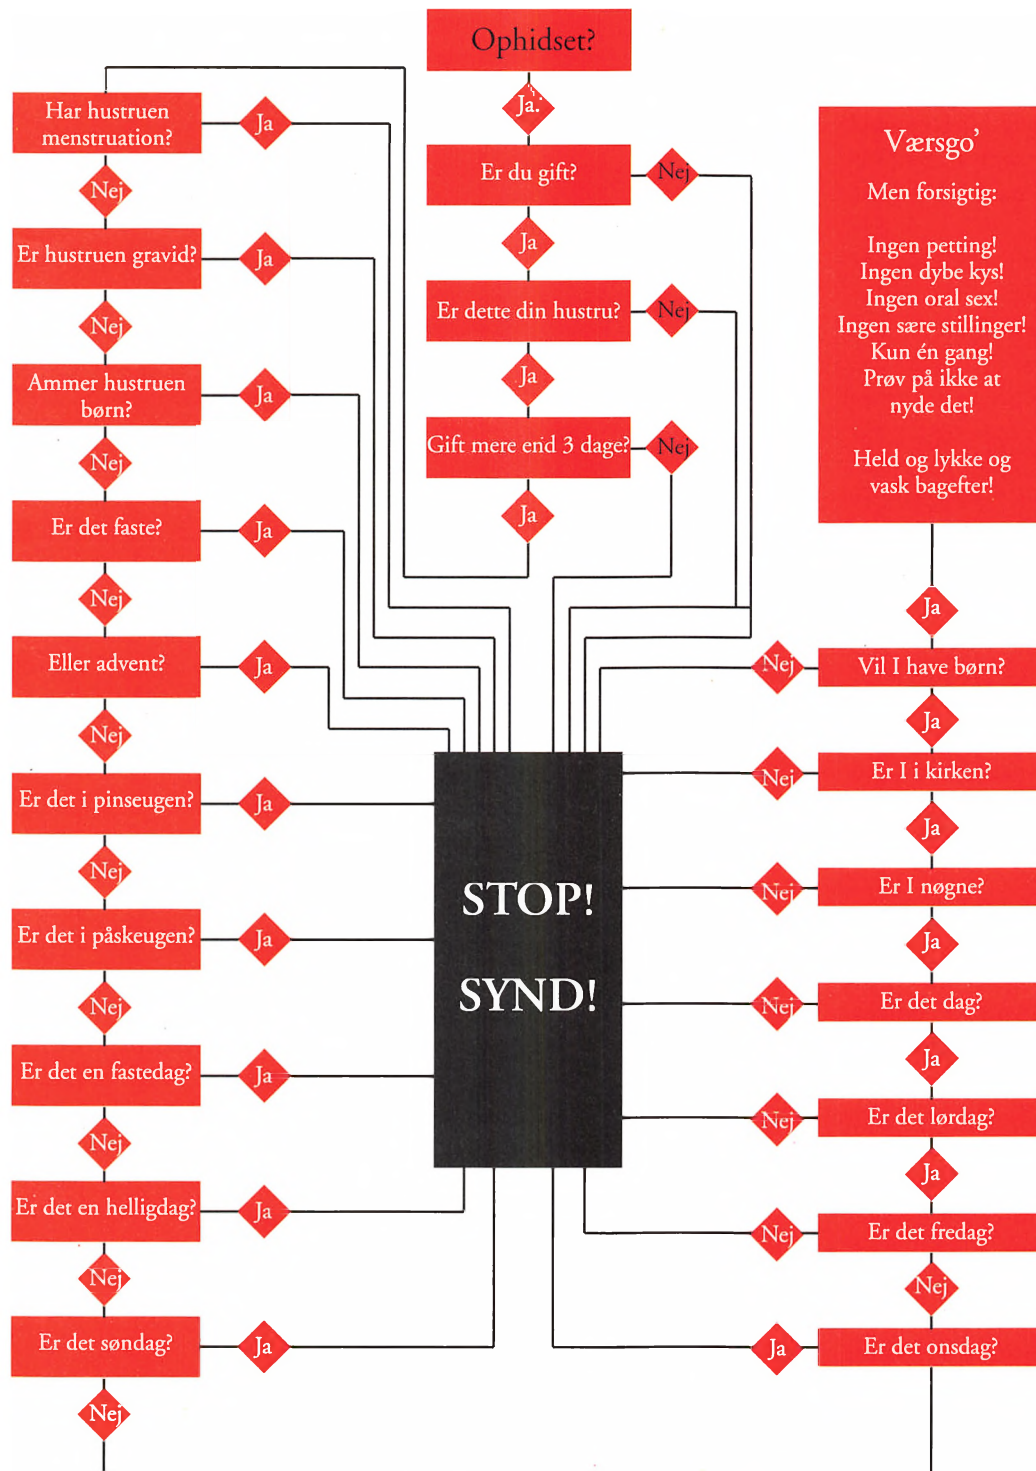 Ophidset?
Ja.
Er du gift?
Nej
Ja
Er dette din hustru?
Nej
Ja
Gift mere end 3 dage?
Nej
Ja
Har hustruen
menstruation?
Ja
Nej
Er hustruen gravid?
Ja
Nej
Ammer hustruen
børn?
Ja
Nej
Er det faste?
Ja
Nej
Eller advent?
Ja
Nej
Er det i pinseugen?
Ja
Nej
Er det i påskeugen?
Ja
Nej
Er det en fastedag?
Ja
Nej
Er det en helligdag?
Ja
Nej
Er det søndag?
Ja
Nej
STOP!
SYND!
Værsgo'
Men forsigtig:
Ingen petting!
Ingen dybe kys!
Ingen oral sex!
Ingen sære stillinger!
Kun én gang!
Prøv på ikke at
nyde det!
Held og lykke og
vask bagefter!
Ja
Nej
Vil I have børn?
Ja
Nej
Er I i kirken?
Ja
Nej
Er I nøgne?
Ja
Nej
Er det dag?
Ja
Nej
Er det lørdag?
Ja
Nej
Er det fredag?
Nej
Ja
Er det onsdag?